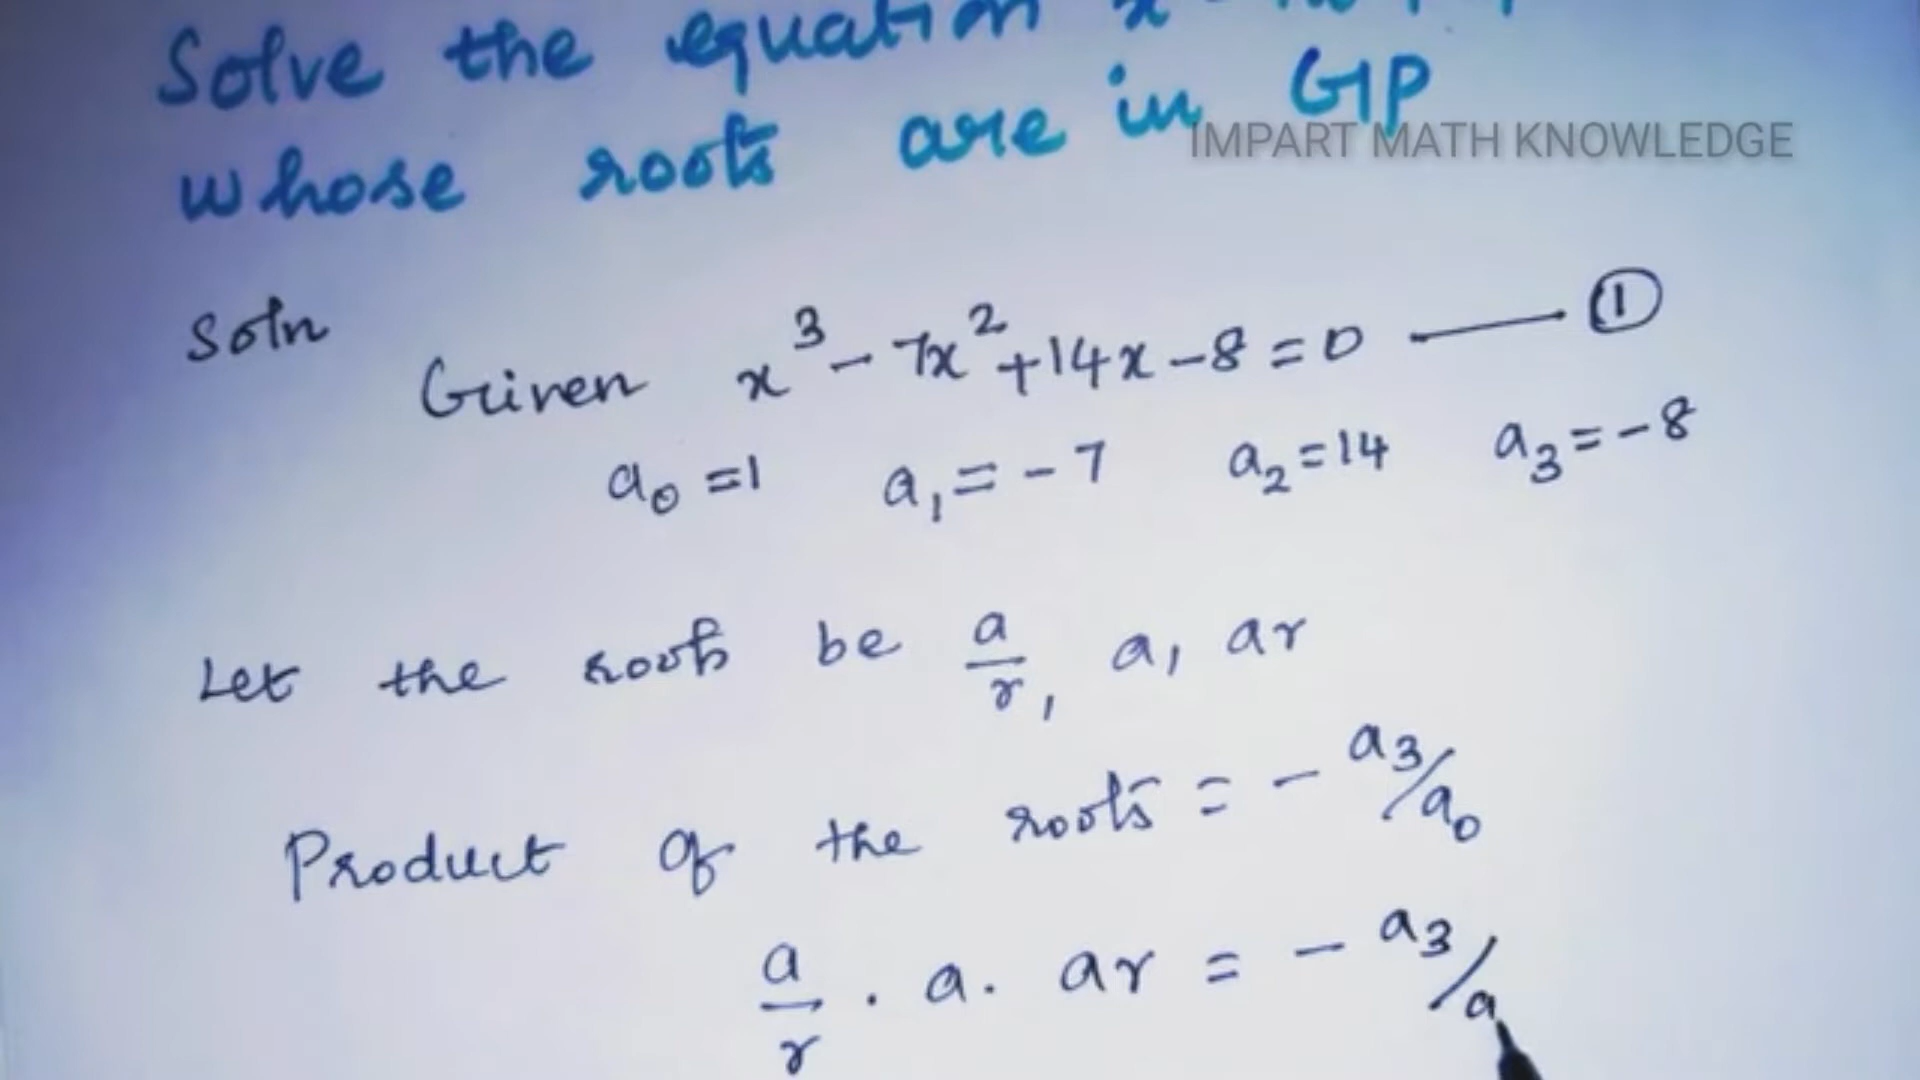 Solve the equation x
whose roots are in GP
IMPART MATH KNOWLEDGE
Soln
Given x³ - 7x² + 14x - 8 = 0 —— ①
a₀ = 1 a₁ = -7 a₂ = 14 a₃ = -8
Let the roots be a/r, a, ar
Product of the roots = - a₃/a₀
a/r . a . ar = - a₃/a